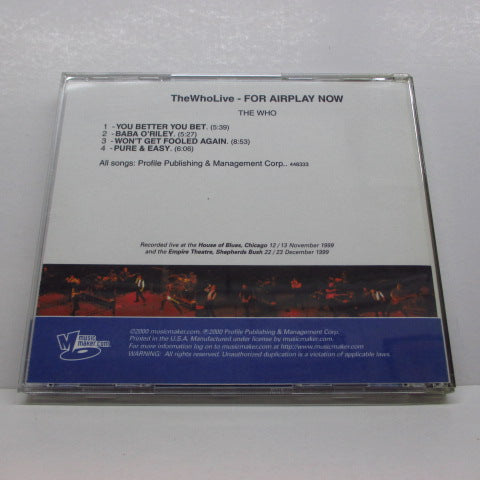 TheWhoLive - FOR AIRPLAY NOW
THE WHO
1 - YOU BETTER YOU BET. (5:39)
2 - BABA O'RILEY. (5:27)
3 - WON'T GET FOOLED AGAIN. (8:53)
4 - PURE & EASY. (6:06)
All songs: Profile Publishing & Management Corp..
Recorded live at the House of Blues, Chicago 12 / 13 November 1999
and the Empire Theatre, Shepherds Bush 22 / 23 December 1999
©2000 musicmaker.com, ℗2000 Profile Publishing & Management Corp.
Printed in the U.S.A. Manufactured under license by musicmaker.com.
For more information log on to musicmaker.com at http://www.musicmaker.com
WARNING: All rights reserved. Unauthorized duplication is a violation of applicable laws.
music
maker.com